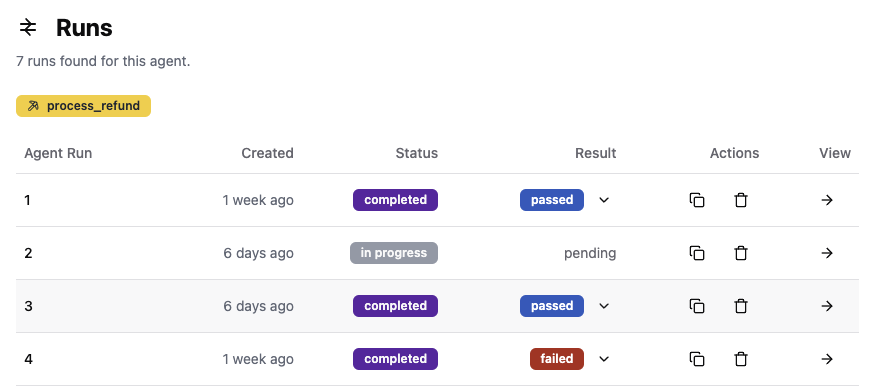 Runs
7 runs found for this agent.
process_refund
Agent Run Created Status Result Actions View
1 1 week ago completed passed
2 6 days ago in progress pending
3 6 days ago completed passed
4 1 week ago completed failed